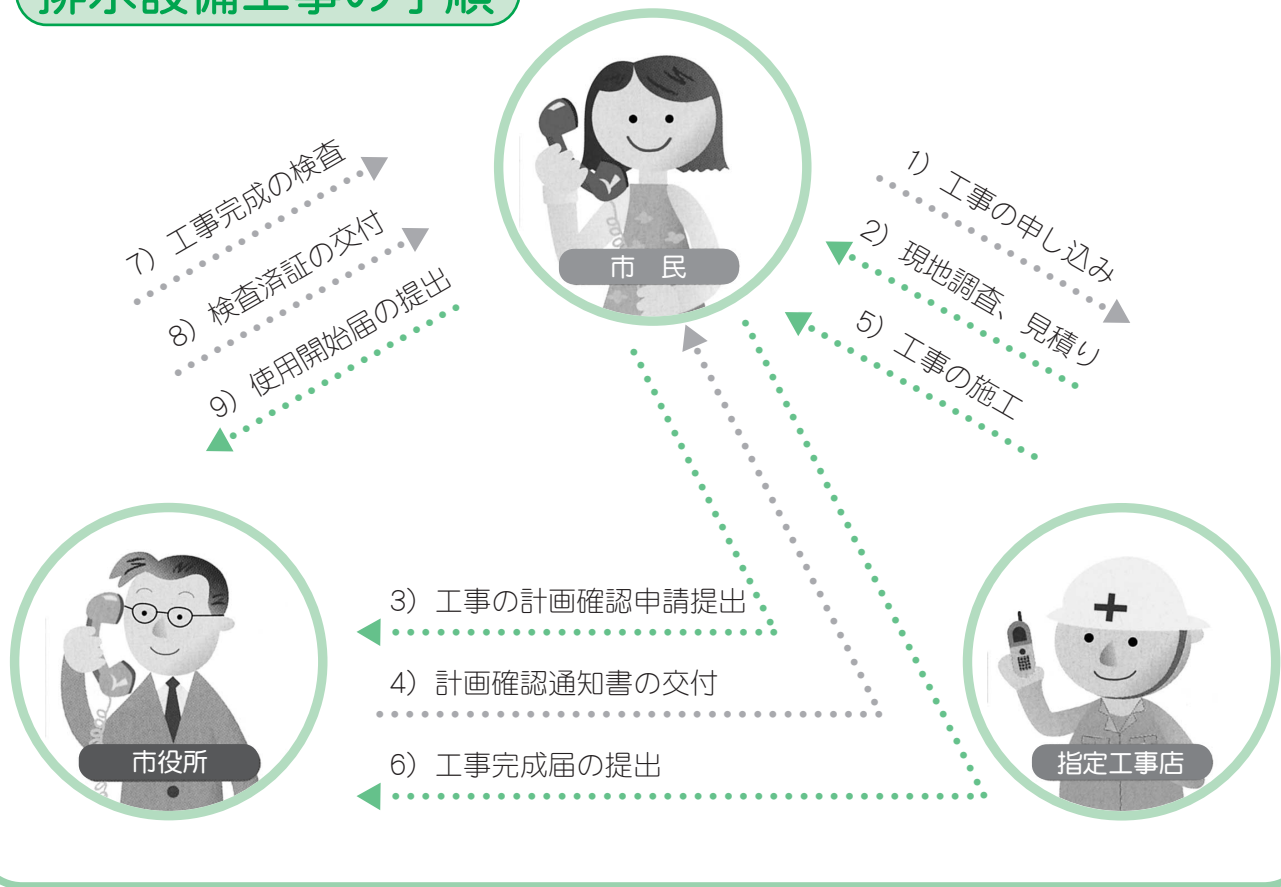 排水設備工事の手順
市 民
7）工事完成の検査
8）検査済証の交付
9）使用開始届の提出
1）工事の申し込み
2）現地調査、見積り
5）工事の施工
3）工事の計画確認申請提出
4）計画確認通知書の交付
6）工事完成届の提出
市役所
指定工事店